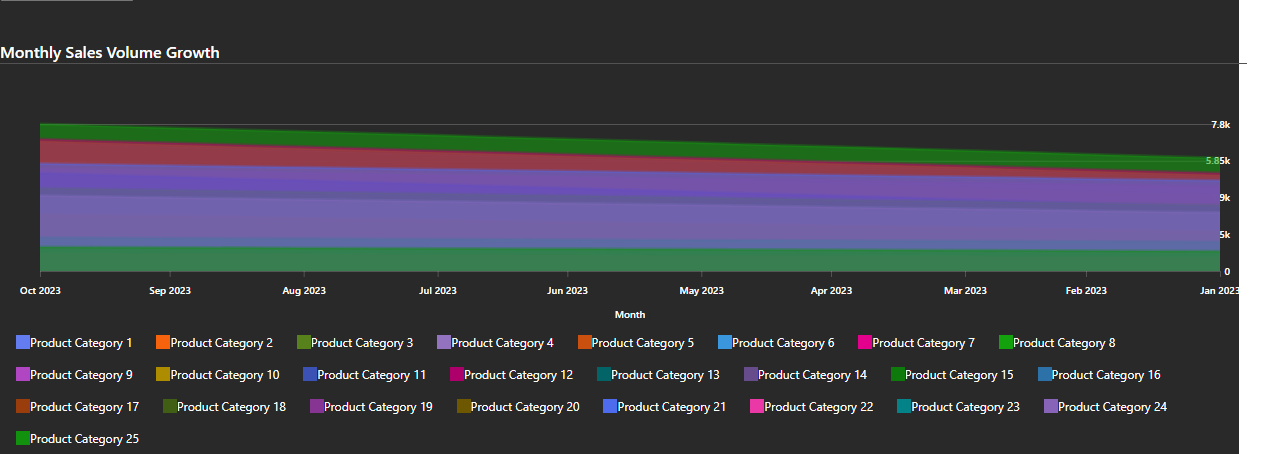 Monthly Sales Volume Growth
7.8k
5.85k
9k
5k
0
Oct 2023 Sep 2023 Aug 2023 Jul 2023 Jun 2023 May 2023 Apr 2023 Mar 2023 Feb 2023 Jan 2023
Month
Product Category 1 Product Category 2 Product Category 3 Product Category 4 Product Category 5 Product Category 6 Product Category 7 Product Category 8
Product Category 9 Product Category 10 Product Category 11 Product Category 12 Product Category 13 Product Category 14 Product Category 15 Product Category 16
Product Category 17 Product Category 18 Product Category 19 Product Category 20 Product Category 21 Product Category 22 Product Category 23 Product Category 24
Product Category 25